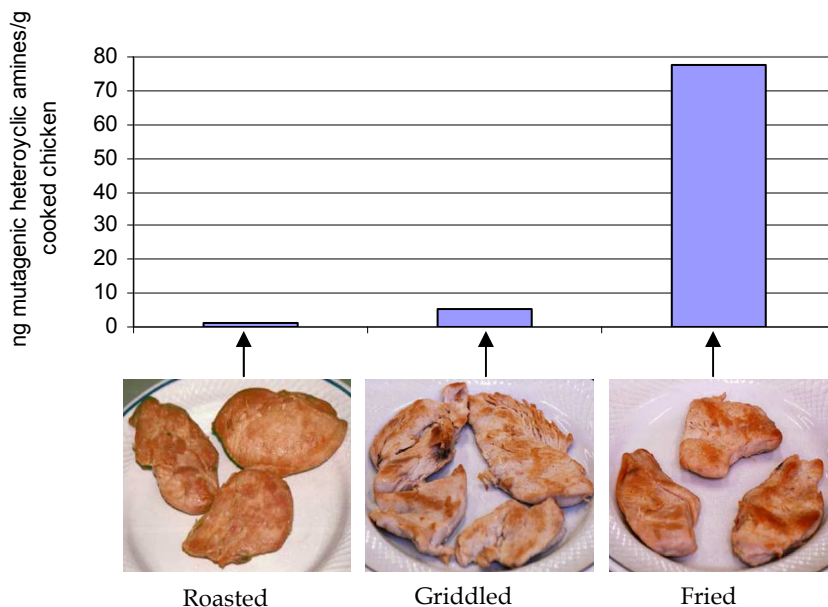 ng mutagenic heteroyclic amines/g
cooked chicken
80
70
60
50
40
30
20
10
0
Roasted
Griddled
Fried